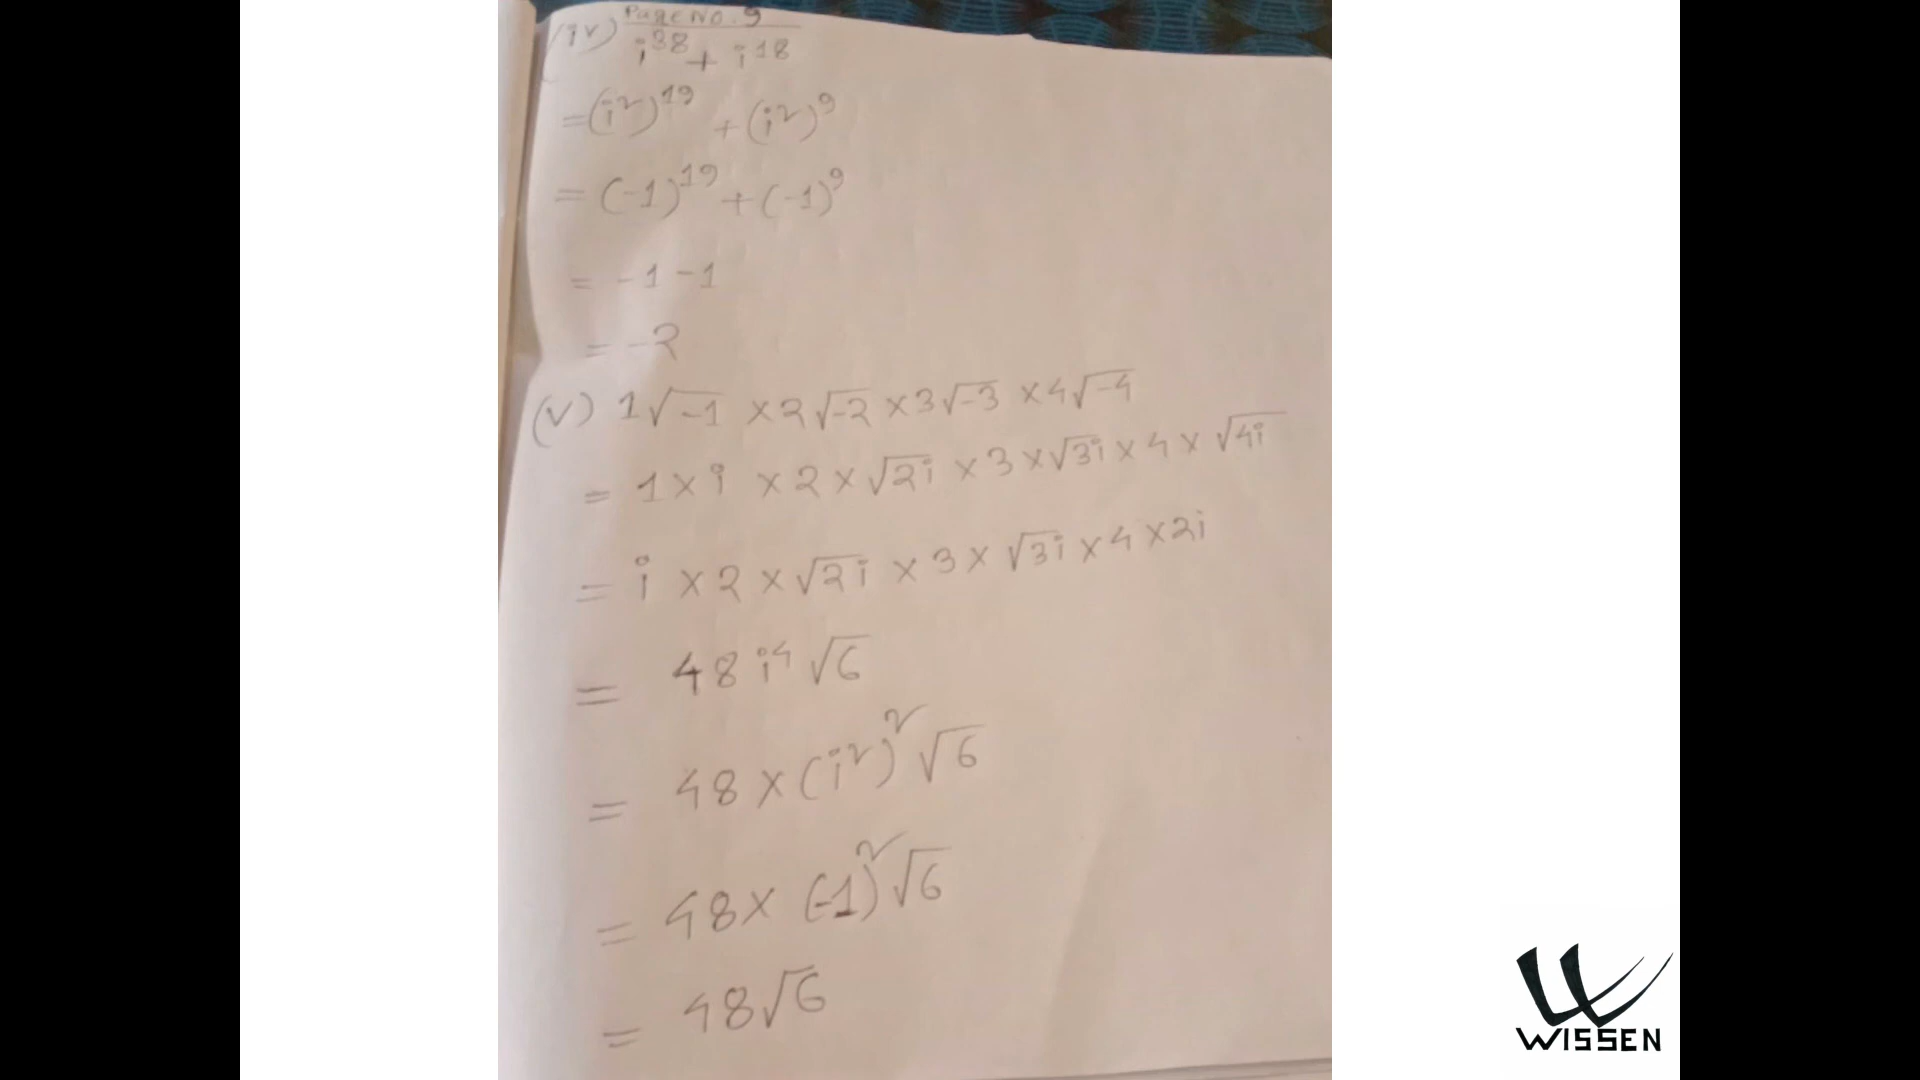 Page No. 9
(iv) i³⁸ + i¹⁸
= (i²)¹⁹ + (i²)⁹
= (-1)¹⁹ + (-1)⁹
= -1 -1
= -2
(v) 1√-1 × 2√-2 × 3√-3 × 4√-4
= 1 × i × 2 × √2i × 3 × √3i × 4 × √4i
= i × 2 × √2i × 3 × √3i × 4 × 2i
= 48 i⁴ √6
= 48 × (i²)² √6
= 48 × (-1)² √6
= 48√6
WISSEN